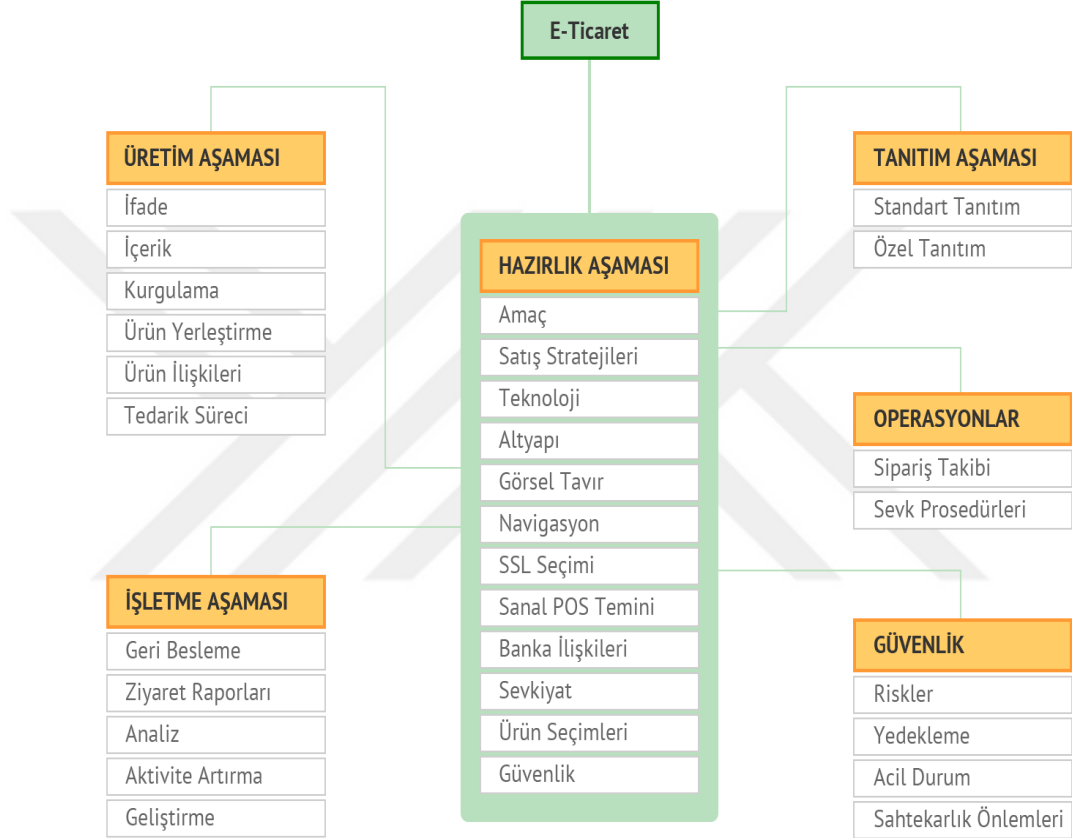 E-Ticaret
ÜRETİM AŞAMASI
İfade
İçerik
Kurgulama
Ürün Yerleştirme
Ürün İlişkileri
Tedarik Süreci
İŞLETME AŞAMASI
Geri Besleme
Ziyaret Raporları
Analiz
Aktivite Artırma
Geliştirme
HAZIRLIK AŞAMASI
Amaç
Satış Stratejileri
Teknoloji
Altyapı
Görsel Tavır
Navigasyon
SSL Seçimi
Sanal POS Temini
Banka İlişkileri
Sevkiyat
Ürün Seçimleri
Güvenlik
TANITIM AŞAMASI
Standart Tanıtım
Özel Tanıtım
OPERASYONLAR
Sipariş Takibi
Sevk Prosedürleri
GÜVENLİK
Riskler
Yedekleme
Acil Durum
Sahtekarlık Önlemleri